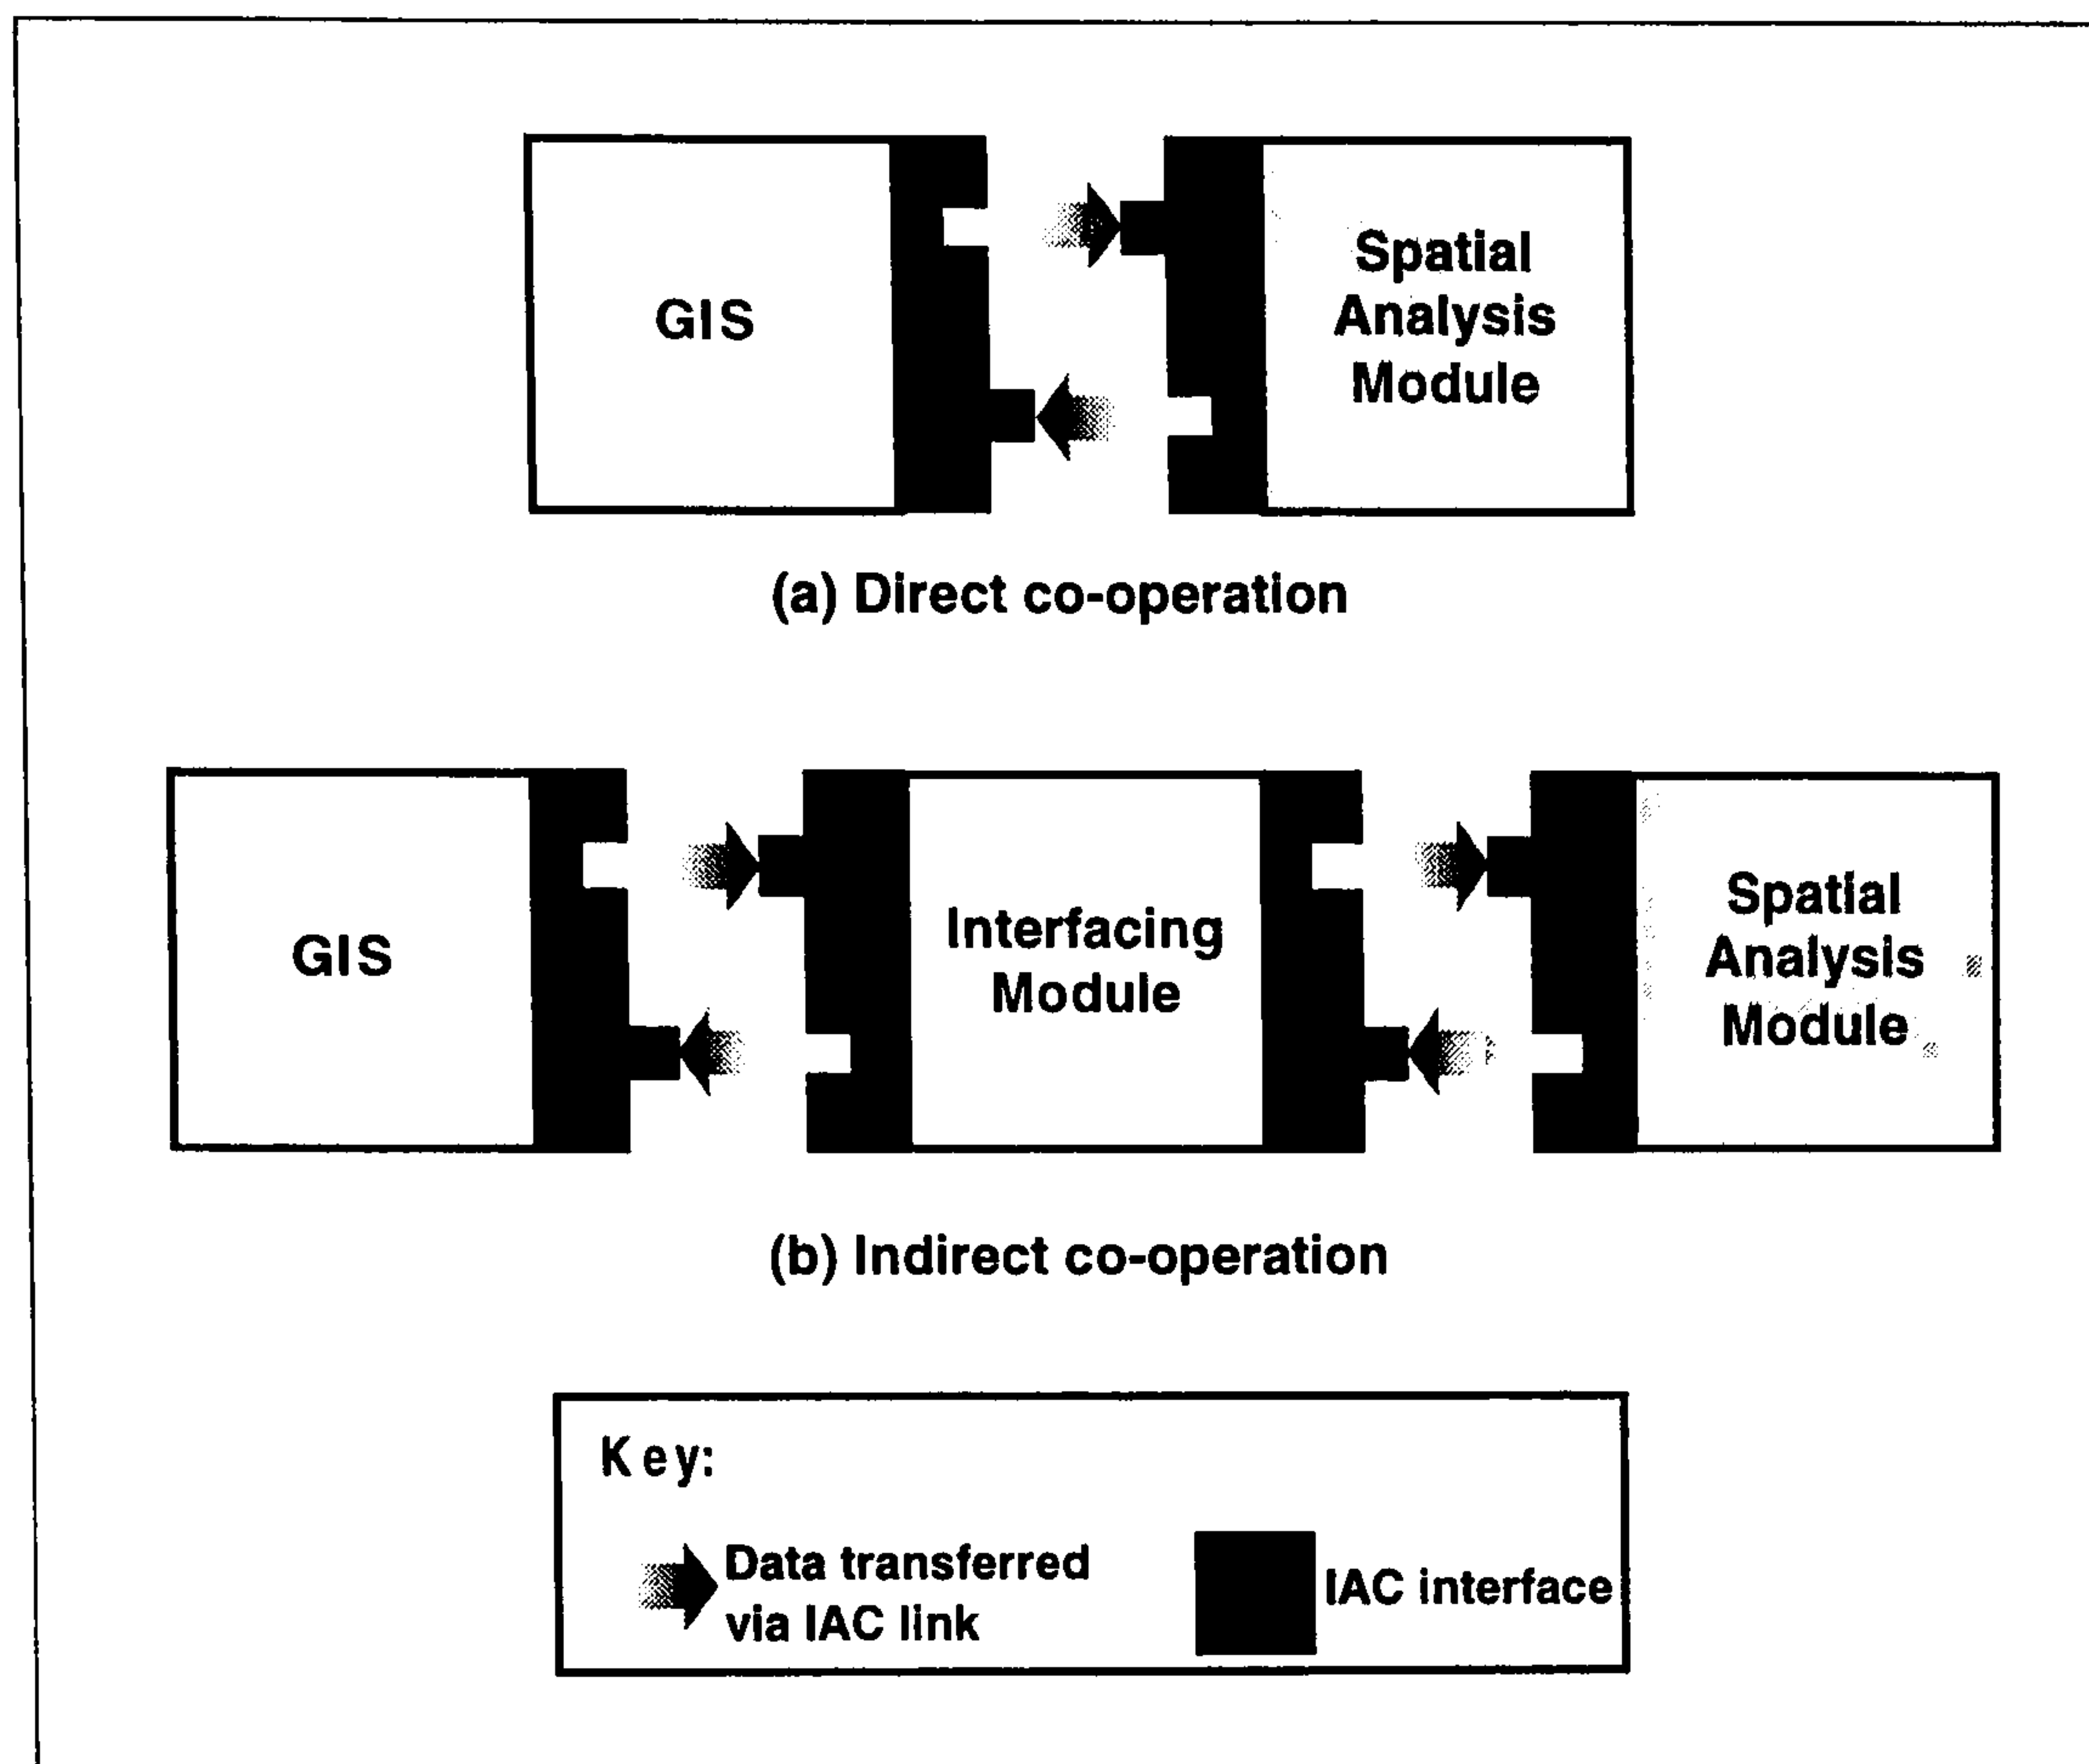 GIS
Spatial
Analysis
Module
(a) Direct co-operation
GIS
Interfacing
Module
Spatial
Analysis
Module
(b) Indirect co-operation
Key:
Data transferred
via IAC link
IAC interface